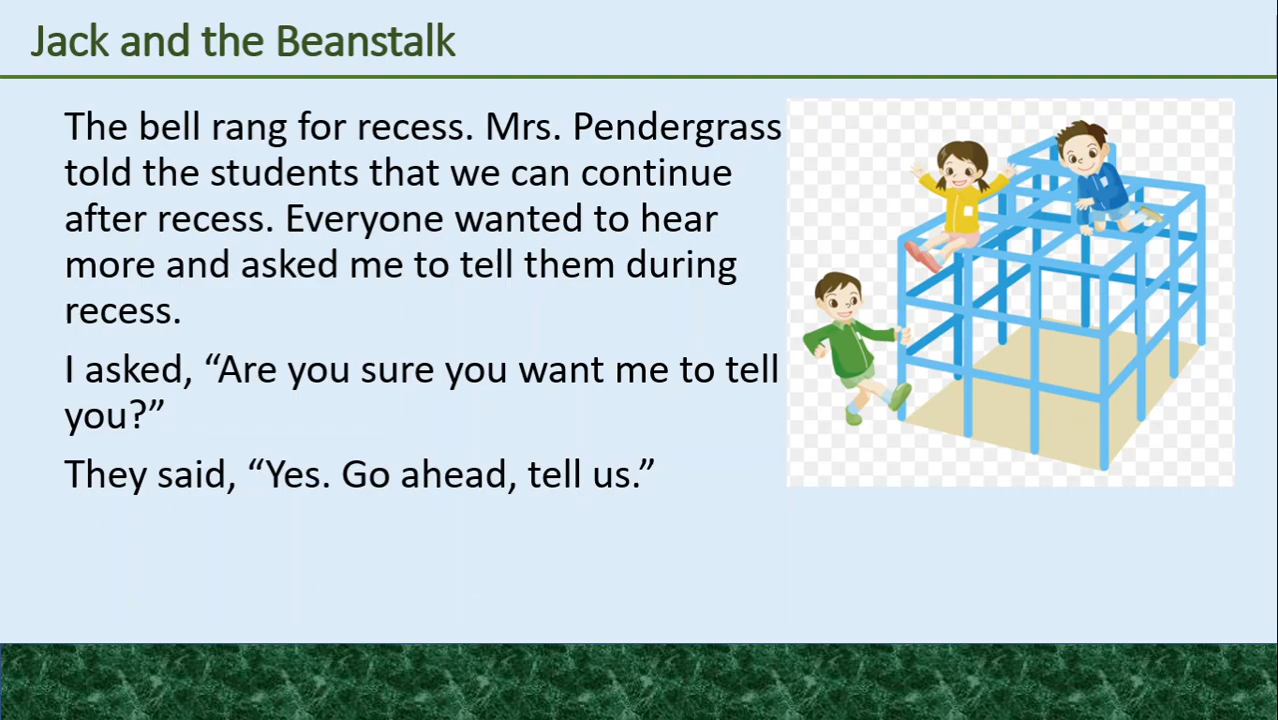 Jack and the Beanstalk
The bell rang for recess. Mrs. Pendergrass
told the students that we can continue
after recess. Everyone wanted to hear
more and asked me to tell them during
recess.
I asked, “Are you sure you want me to tell
you?”
They said, “Yes. Go ahead, tell us.”